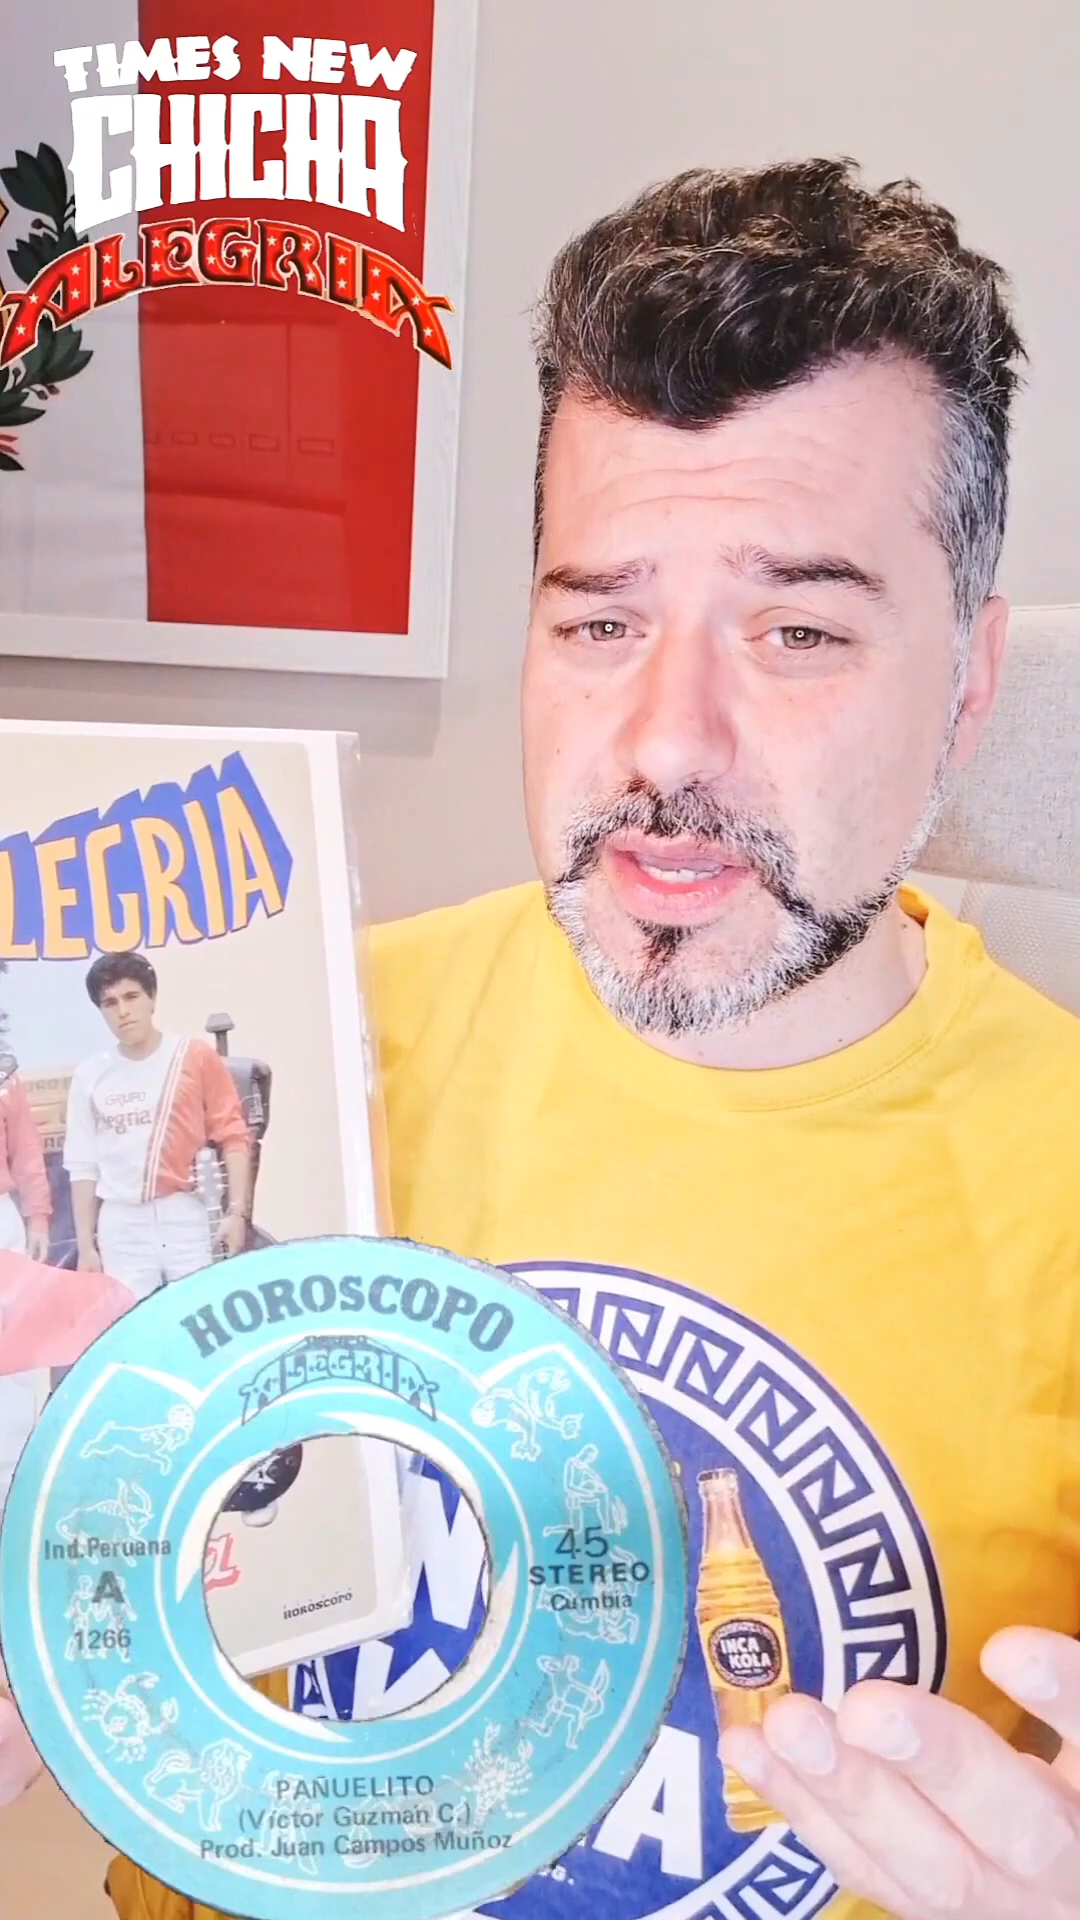 TIMES NEW
CHICHA
ALEGRIA
LEGRIA
GRUPO
Alegria
HOROSCOPO
GRUPO
ALEGRIA
Ind. Peruana
A
1266
45
STEREO
Cumbia
HOROSCOPO
INCA
KOLA
PAÑUELITO
(Víctor Guzmán C.)
Prod. Juan Campos Muñoz
A